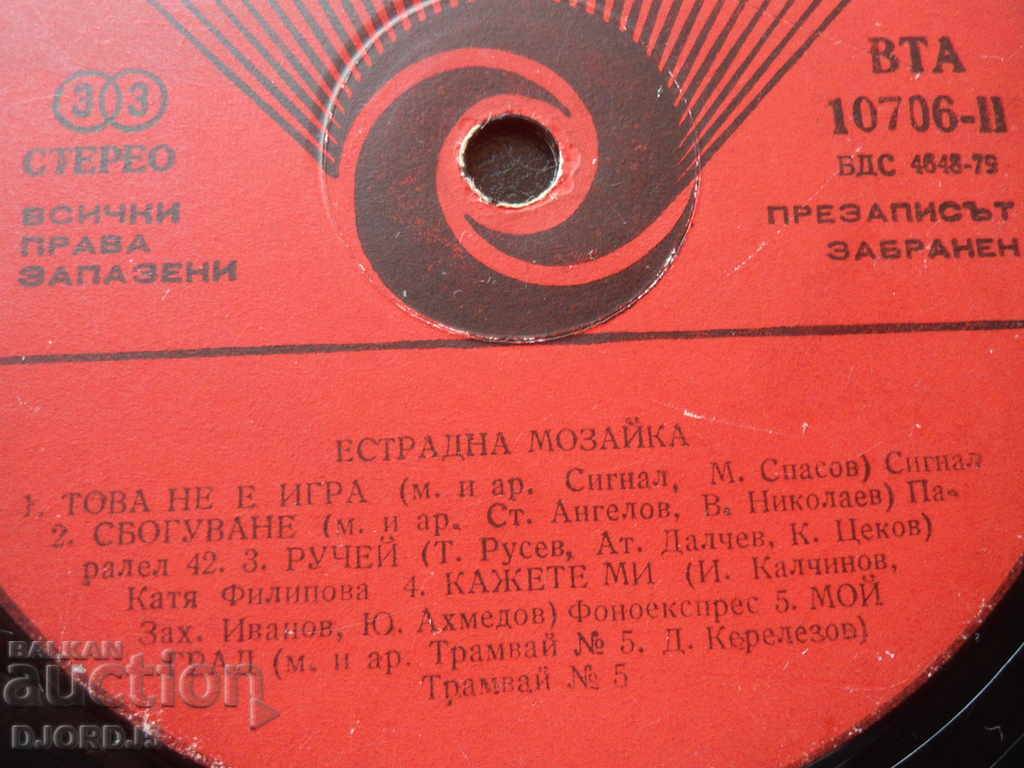 33
СТЕРЕО
ВСИЧКИ
ПРАВА
ЗАПАЗЕНИ
ВТА
10706-II
БДС 4648-79
ПРЕЗАПИСЪТ
ЗАБРАНЕН
ЕСТРАДНА МОЗАЙКА
1. ТОВА НЕ Е ИГРА (м. и ар. Сигнал, М. Спасов) Сигнал
2. СБОГУВАНЕ (м. и ар. Ст. Ангелов, В. Николаев) Па-
ралел 42. 3. РУЧЕЙ (Т. Русев, Ат. Далчев, К. Цеков)
Катя Филипова 4. КАЖЕТЕ МИ (И. Калчинов,
Зах. Иванов, Ю. Ахмедов) Фоноекспрес 5. МОЙ
ГРАД (м. и ар. Трамвай № 5. Д. Керелезов)
Трамвай № 5
BALKAN
auction
DJORDJI